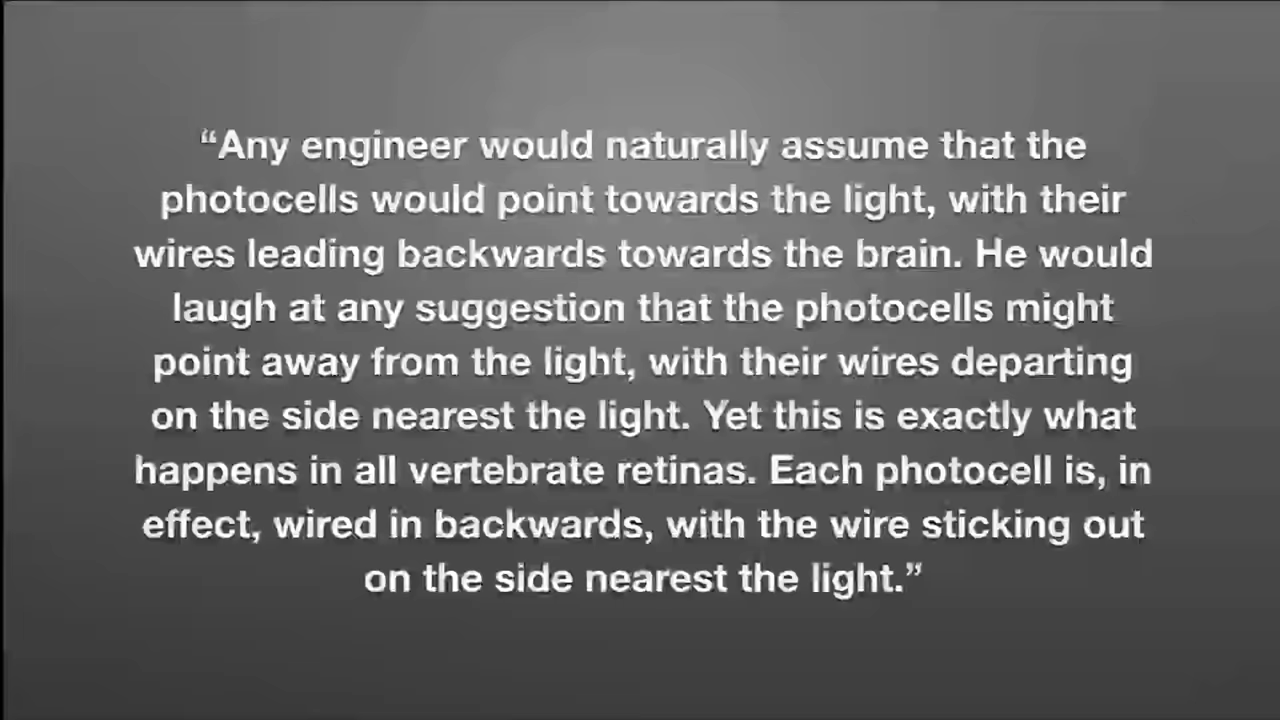 “Any engineer would naturally assume that the
photocells would point towards the light, with their
wires leading backwards towards the brain. He would
laugh at any suggestion that the photocells might
point away from the light, with their wires departing
on the side nearest the light. Yet this is exactly what
happens in all vertebrate retinas. Each photocell is, in
effect, wired in backwards, with the wire sticking out
on the side nearest the light.”